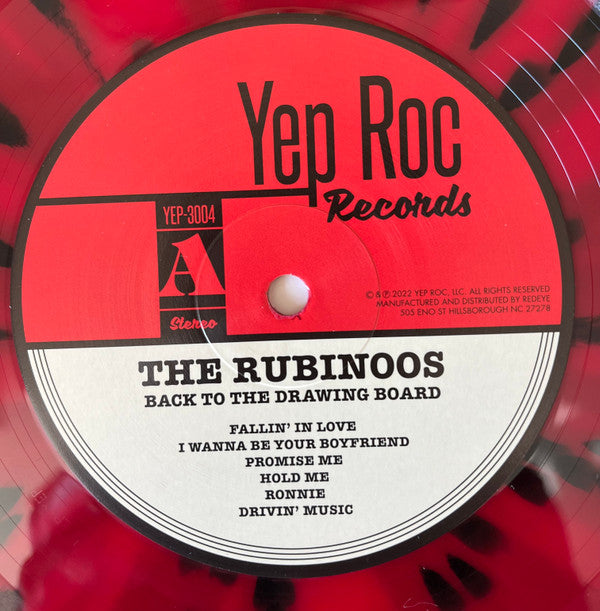 Yep Roc
Records
YEP-3004
A
Stereo
© & ℗ 2022 YEP ROC, LLC. ALL RIGHTS RESERVED
MANUFACTURED AND DISTRIBUTED BY REDEYE
505 ENO ST HILLSBOROUGH NC 27278
THE RUBINOOS
BACK TO THE DRAWING BOARD
FALLIN' IN LOVE
I WANNA BE YOUR BOYFRIEND
PROMISE ME
HOLD ME
RONNIE
DRIVIN' MUSIC